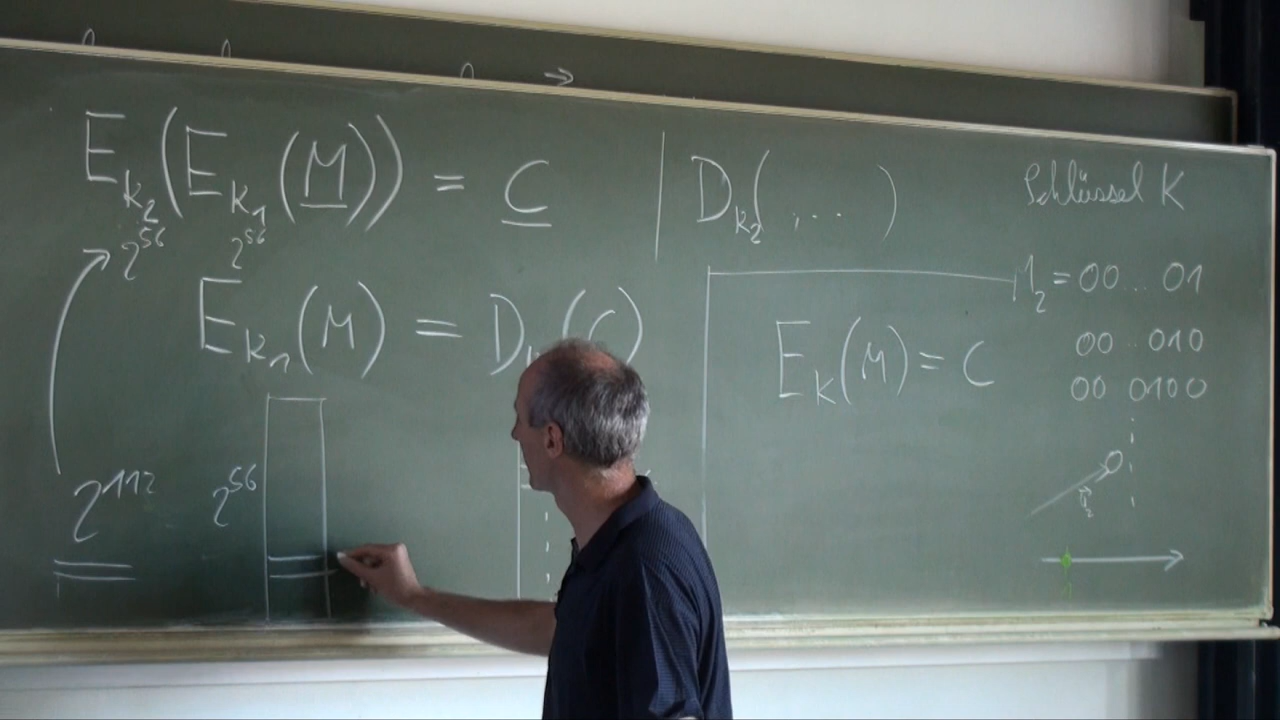 E_{k_2}(E_{k_1}(M)) = C | D_{k_2}( , ... )
2^{56} 2^{56}
E_{k_1}(M) = D (C)
2^{112} 2^{56}
E_K(M) = C
Schlüssel K
M_2 = 00 ... 01
00 .. 010
00 0100